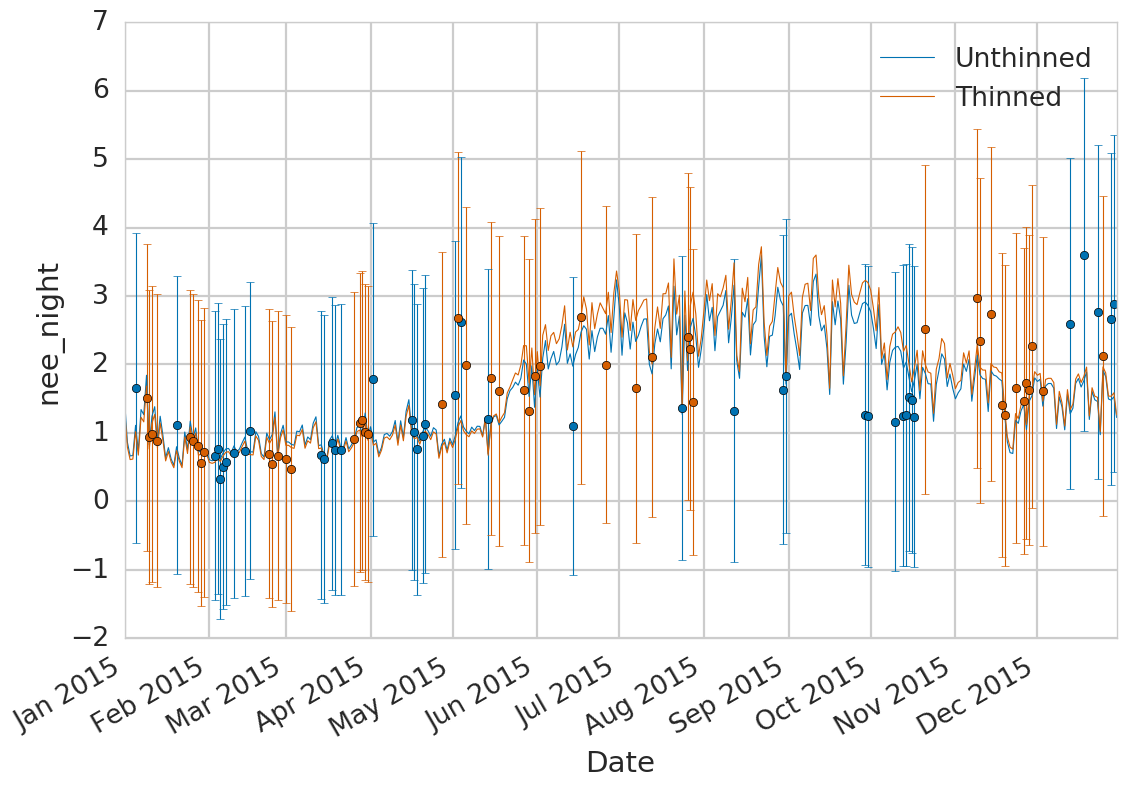 7
6
5
4
3
2
1
0
−1
−2
nee_night
Unthinned
Thinned
Jan 2015
Feb 2015
Mar 2015
Apr 2015
May 2015
Jun 2015
Jul 2015
Aug 2015
Sep 2015
Oct 2015
Nov 2015
Dec 2015
Date